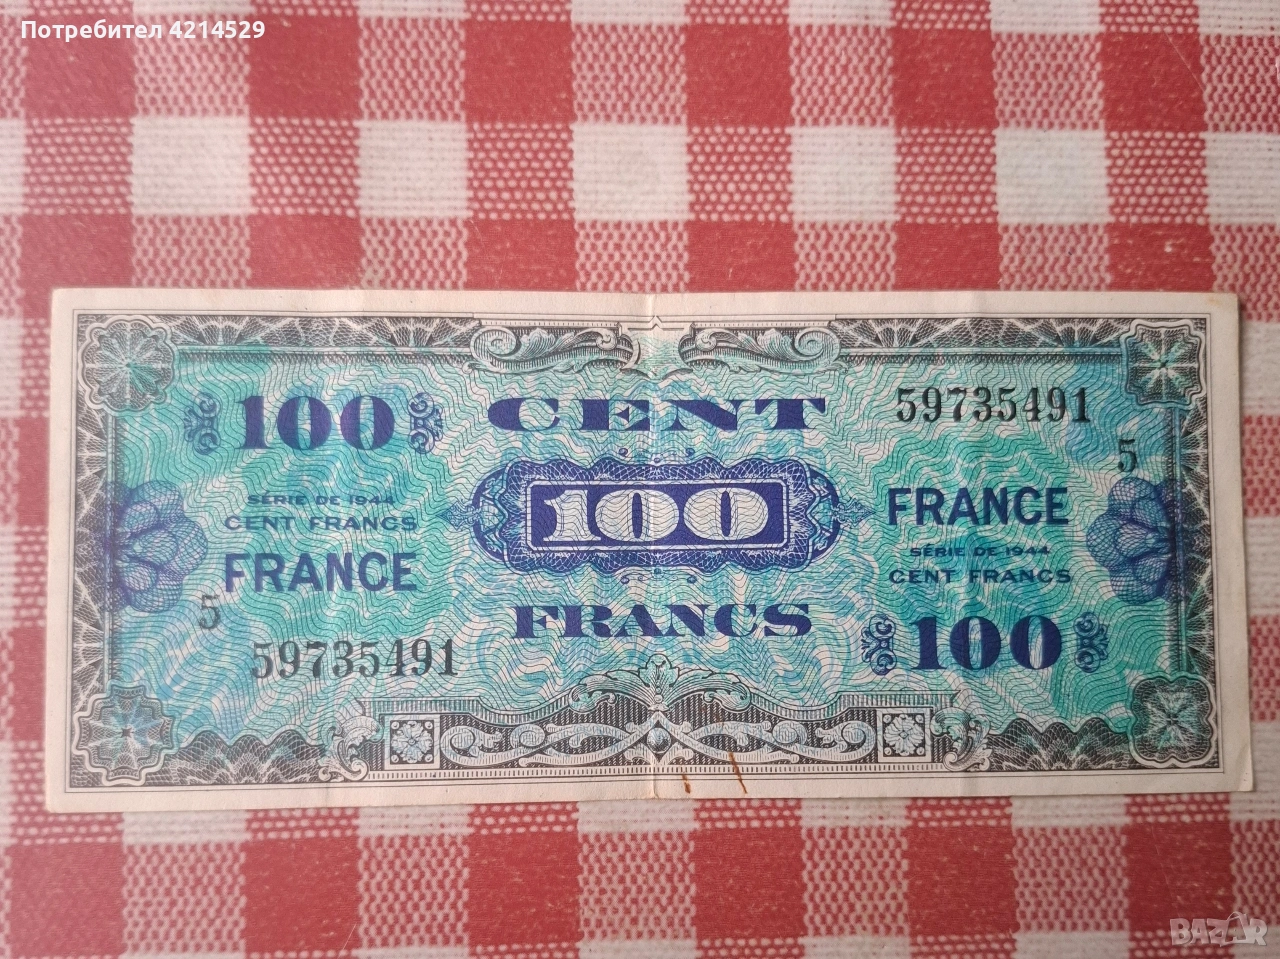 Потребител 4214529
100
CENT
59735491
5
SÉRIE DE 1944
CENT FRANCS
FRANCE
100
FRANCE
SÉRIE DE 1944
CENT FRANCS
5
59735491
FRANCS
100
BAZAR